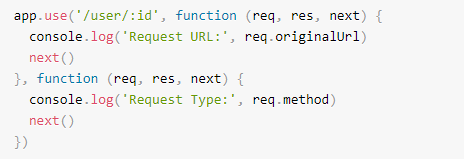 app.use('/user/:id', function (req, res, next) {
  console.log('Request URL:', req.originalUrl)
  next()
}, function (req, res, next) {
  console.log('Request Type:', req.method)
  next()
})